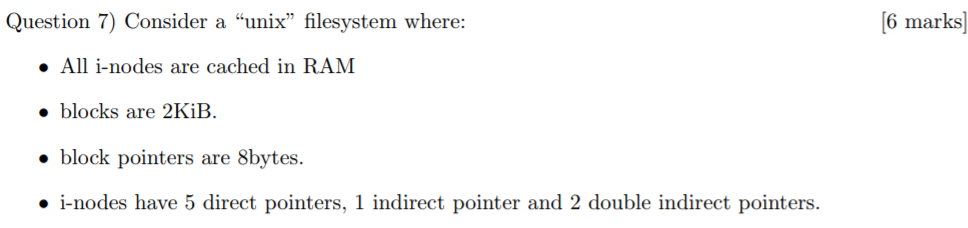 Question 7) Consider a “unix” filesystem where: [6 marks]
• All i-nodes are cached in RAM
• blocks are 2KiB.
• block pointers are 8bytes.
• i-nodes have 5 direct pointers, 1 indirect pointer and 2 double indirect pointers.